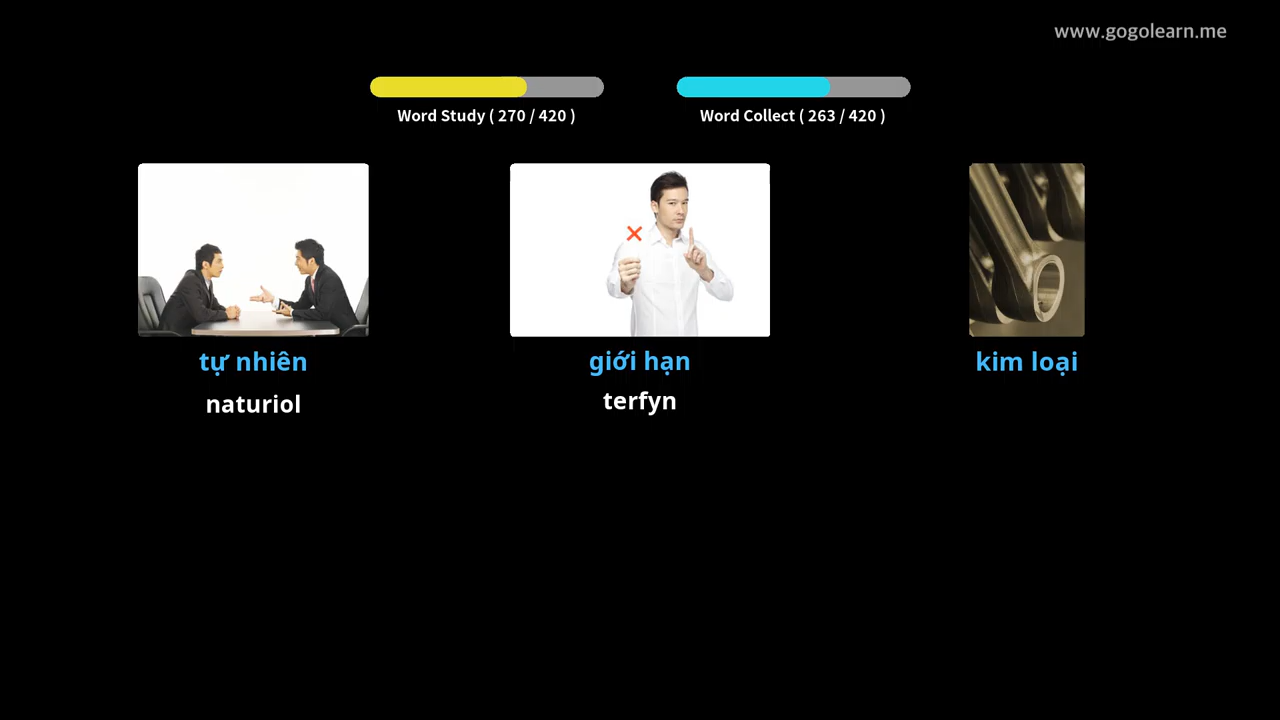 www.gogolearn.me
Word Study ( 270 / 420 )
Word Collect ( 263 / 420 )
tự nhiên
giới hạn
kim loại
naturiol
terfyn